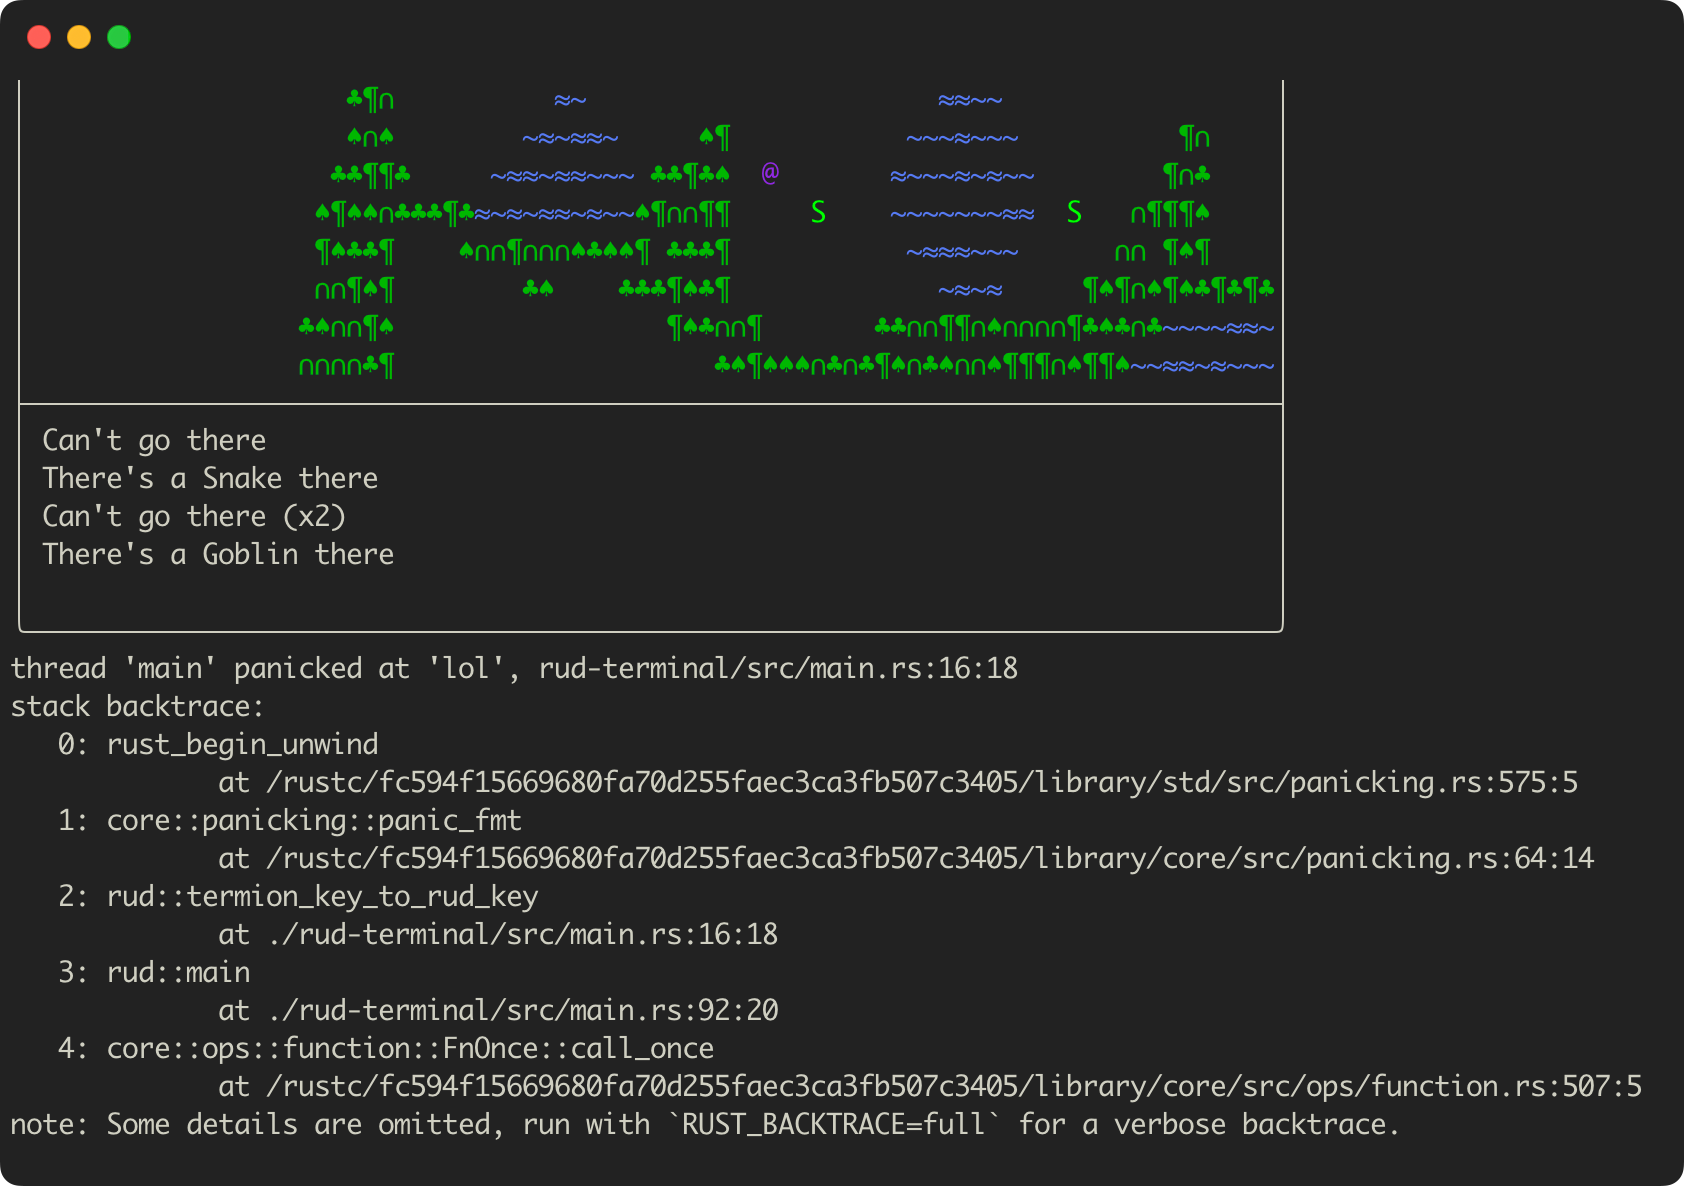 ♣¶∩ ≈~ ≈≈~~
♠∩♠ ~≈~≈≈~ ♠¶ ~~~≈~~~ ¶∩
♣♣¶¶♣ ~≈≈~≈≈~~~ ♣♣¶♣♠ @ ≈~~~≈~≈~~ ¶∩♣
♠¶♠♠∩♣♣♣¶♣≈~≈~≈≈~≈~~♠¶∩∩¶¶ S ~~~~~~~≈≈ S ∩¶¶¶♠
¶♠♣♣¶ ♠∩∩¶∩∩∩♠♣♠♠¶ ♣♣♣¶ ~≈≈≈~~~ ∩∩ ¶♠¶
∩∩¶♠¶ ♣♠ ♣♣♣¶♠♣¶ ~≈~≈ ¶♠¶∩♠¶♠♣¶♣¶♣
♣♠∩∩¶♠ ¶♠♣∩∩¶ ♣♣∩∩¶¶∩♠∩∩∩∩¶♣♠♣∩♣~~~~≈≈~
∩∩∩∩♣¶ ♣♠¶♠♠♠∩♣∩♣¶♠∩♣♠∩∩♠¶¶¶∩♠¶¶♠~~≈≈~≈~~~
Can't go there
There's a Snake there
Can't go there (x2)
There's a Goblin there
thread 'main' panicked at 'lol', rud-terminal/src/main.rs:16:18
stack backtrace:
0: rust_begin_unwind
at /rustc/fc594f15669680fa70d255faec3ca3fb507c3405/library/std/src/panicking.rs:575:5
1: core::panicking::panic_fmt
at /rustc/fc594f15669680fa70d255faec3ca3fb507c3405/library/core/src/panicking.rs:64:14
2: rud::termion_key_to_rud_key
at ./rud-terminal/src/main.rs:16:18
3: rud::main
at ./rud-terminal/src/main.rs:92:20
4: core::ops::function::FnOnce::call_once
at /rustc/fc594f15669680fa70d255faec3ca3fb507c3405/library/core/src/ops/function.rs:507:5
note: Some details are omitted, run with `RUST_BACKTRACE=full` for a verbose backtrace.